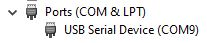 Ports (COM & LPT)
USB Serial Device (COM9)